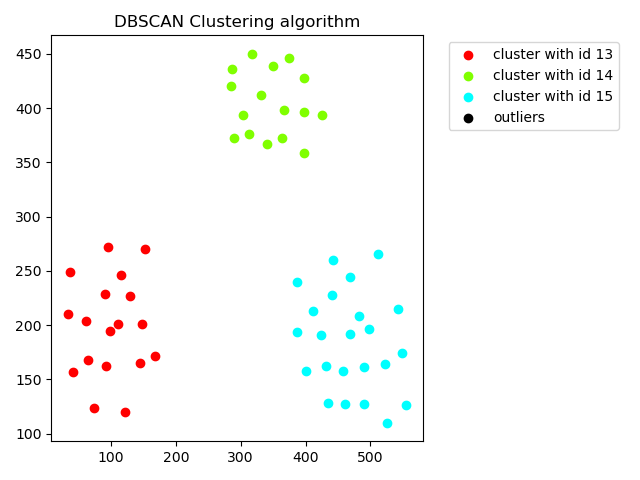 DBSCAN Clustering algorithm
450
400
350
300
250
200
150
100
100 200 300 400 500
cluster with id 13
cluster with id 14
cluster with id 15
outliers